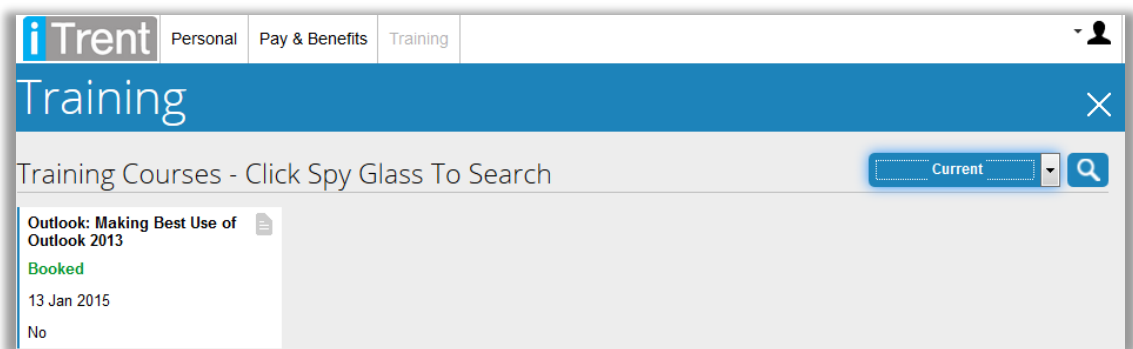 iTrent Personal Pay & Benefits Training
Training
Training Courses - Click Spy Glass To Search Current
Outlook: Making Best Use of
Outlook 2013
Booked
13 Jan 2015
No